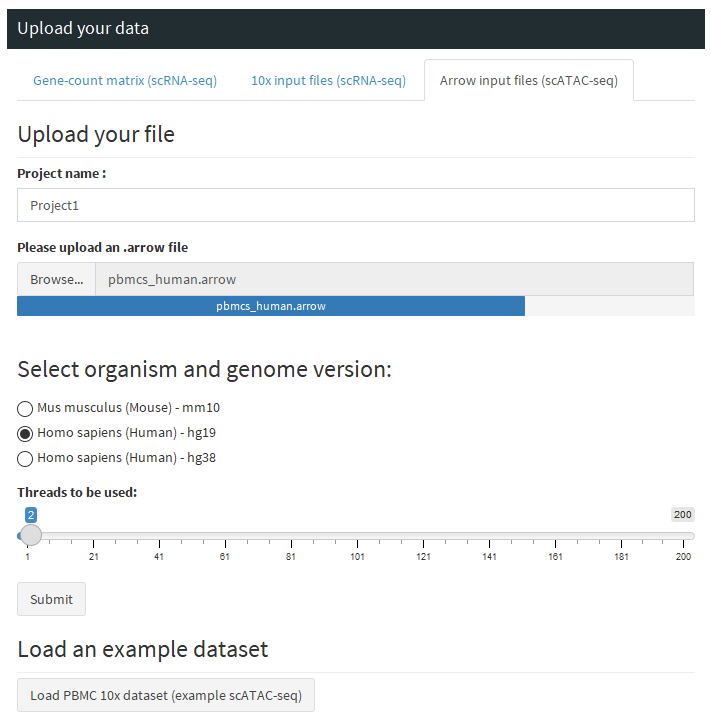 Upload your data
Gene-count matrix (scRNA-seq) 10x input files (scRNA-seq) Arrow input files (scATAC-seq)
Upload your file
Project name :
Project1
Please upload an .arrow file
Browse... pbmcs_human.arrow
pbmcs_human.arrow
Select organism and genome version:
Mus musculus (Mouse) - mm10
Homo sapiens (Human) - hg19
Homo sapiens (Human) - hg38
Threads to be used:
2 200
1 21 41 61 81 101 121 141 161 181 200
Submit
Load an example dataset
Load PBMC 10x dataset (example scATAC-seq)